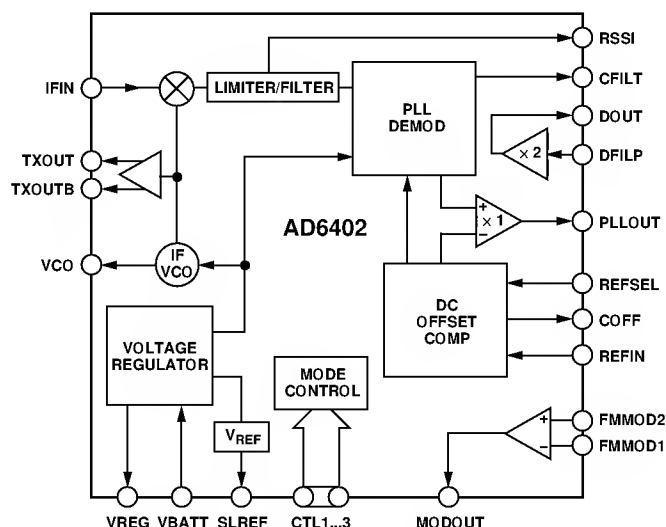 RSSI
IFIN
LIMITER/FILTER
PLL
DEMOD
CFILT
DOUT
× 2
DFILP
TXOUT
TXOUTB
+
× 1
−
PLLOUT
AD6402
VCO
IF
VCO
REFSEL
DC
OFFSET
COMP
COFF
REFIN
VOLTAGE
REGULATOR
MODE
CONTROL
VREF
+
−
FMMOD2
FMMOD1
VREG
VBATT
SLREF
CTL1...3
MODOUT